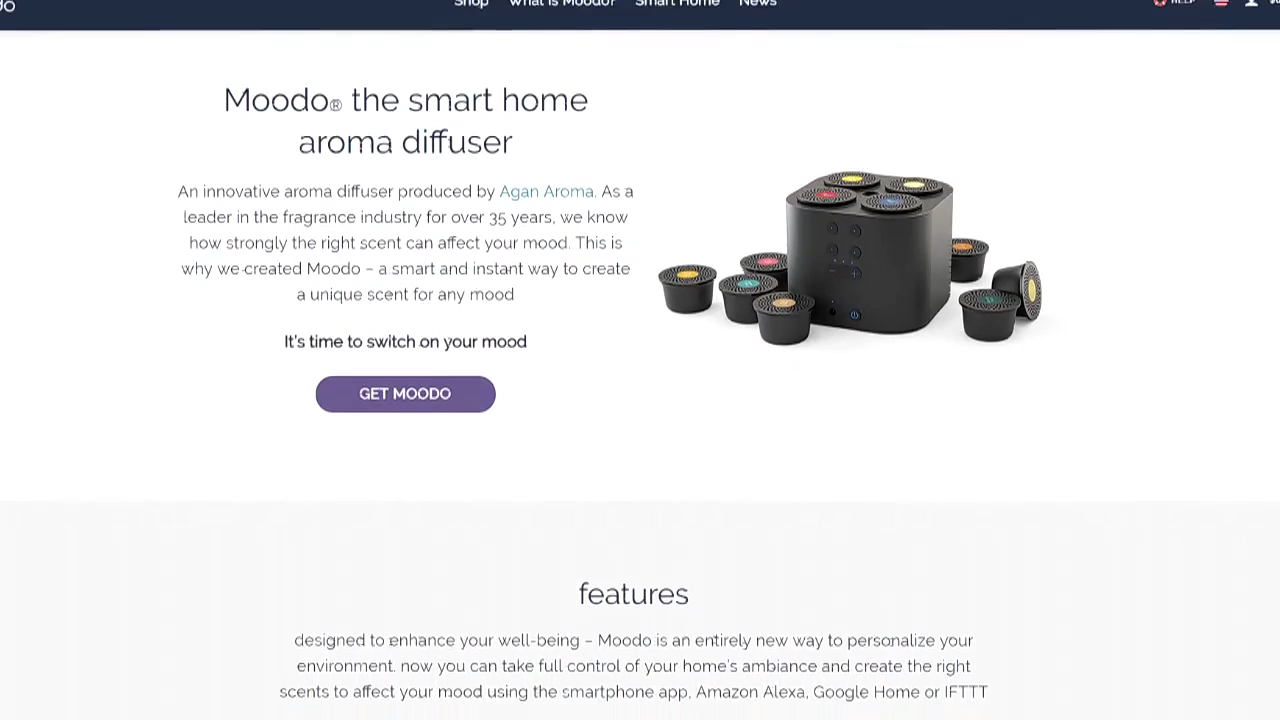 Shop What is Moodo? Smart Home News
HELP
Moodo® the smart home
aroma diffuser
An innovative aroma diffuser produced by Agan Aroma. As a
leader in the fragrance industry for over 35 years, we know
how strongly the right scent can affect your mood. This is
why we created Moodo – a smart and instant way to create
a unique scent for any mood
It's time to switch on your mood
GET MOODO
features
designed to enhance your well-being – Moodo is an entirely new way to personalize your
environment. now you can take full control of your home's ambiance and create the right
scents to affect your mood using the smartphone app, Amazon Alexa, Google Home or IFTTT